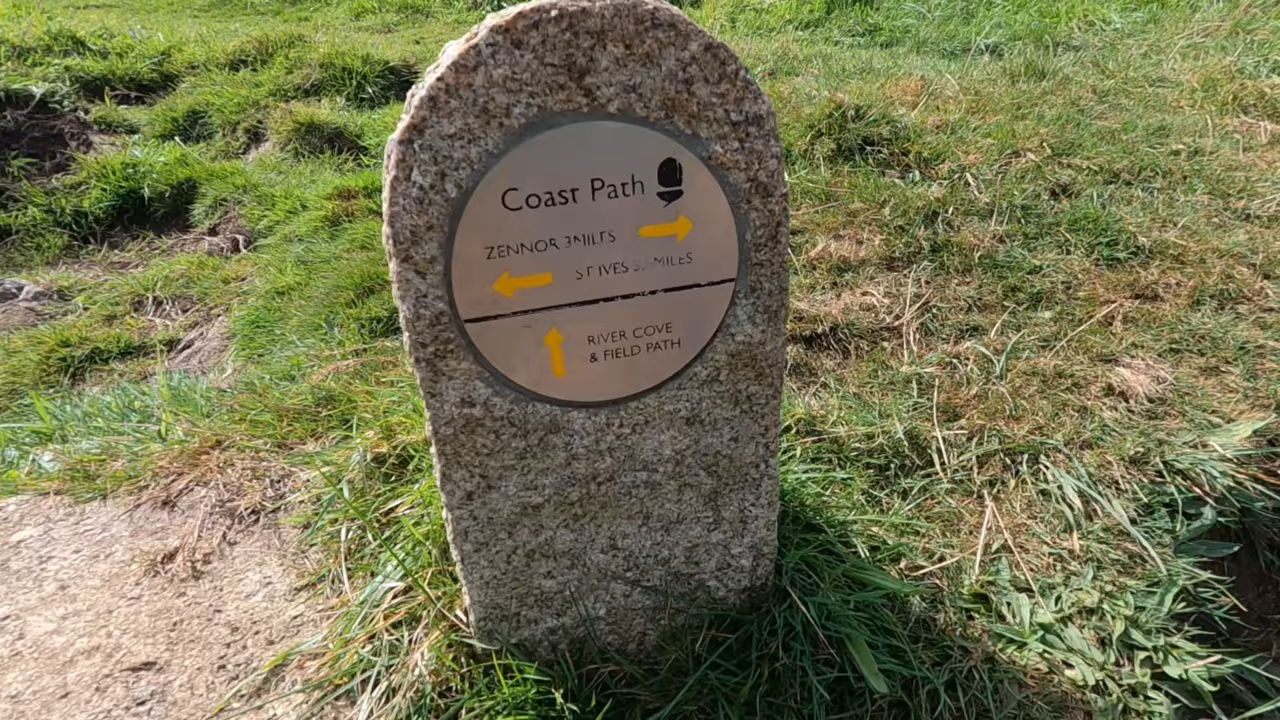 Coast Path
ZENNOR 3MILES
ST IVES MILES
RIVER COVE
& FIELD PATH